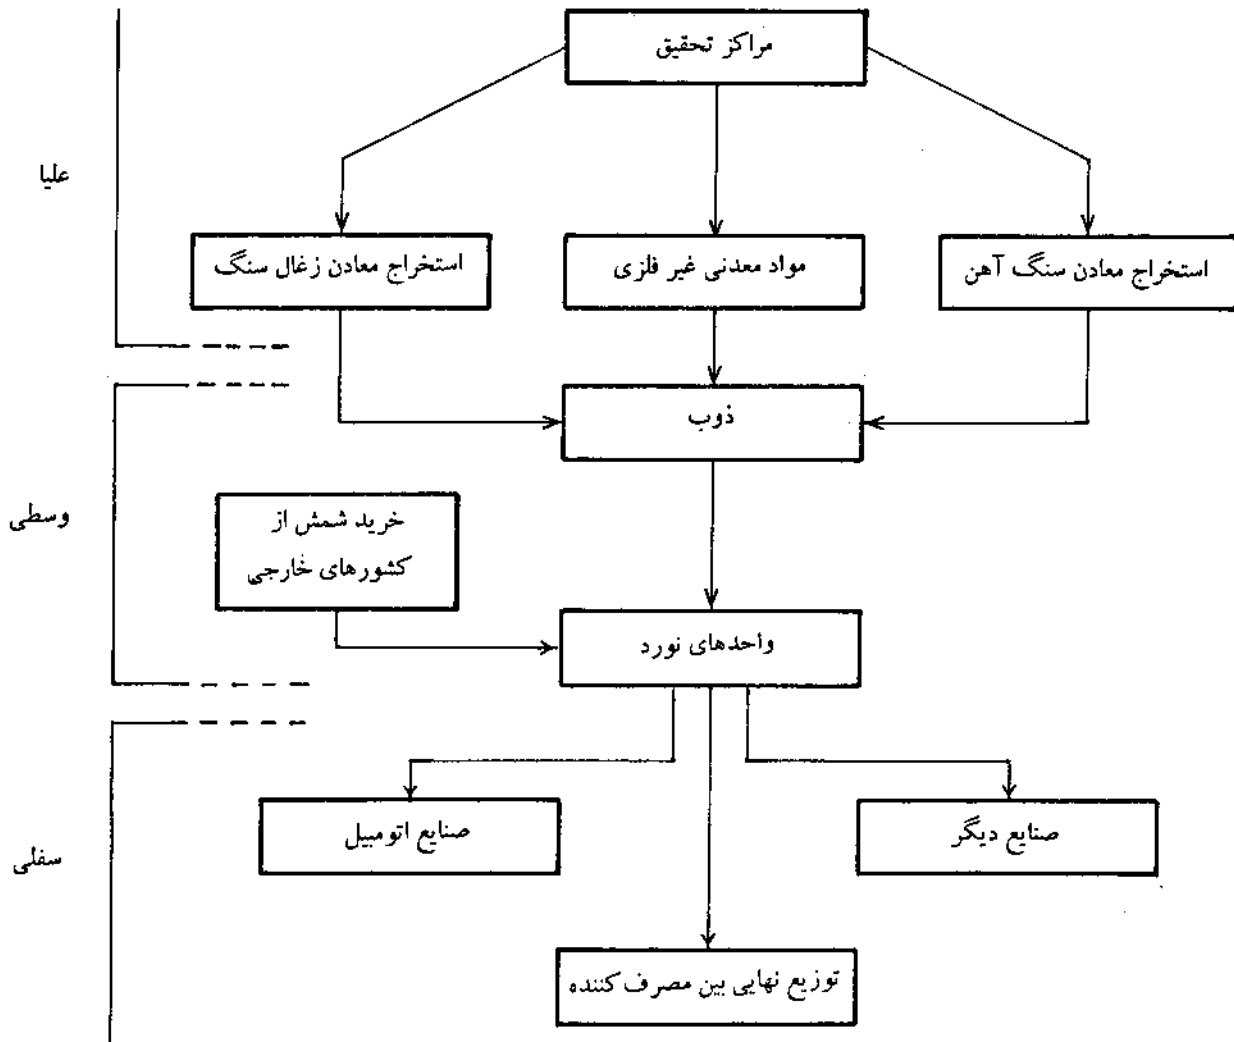 مراکز تحقیق
علیا
استخراج معادن سنگ آهن
مواد معدنی غیر فلزی
استخراج معادن زغال سنگ
ذوب
وسطی
خرید شمش از
کشورهای خارجی
واحدهای نورد
صنایع دیگر
صنایع اتومبیل
سفلی
توزیع نهایی بین مصرف کننده